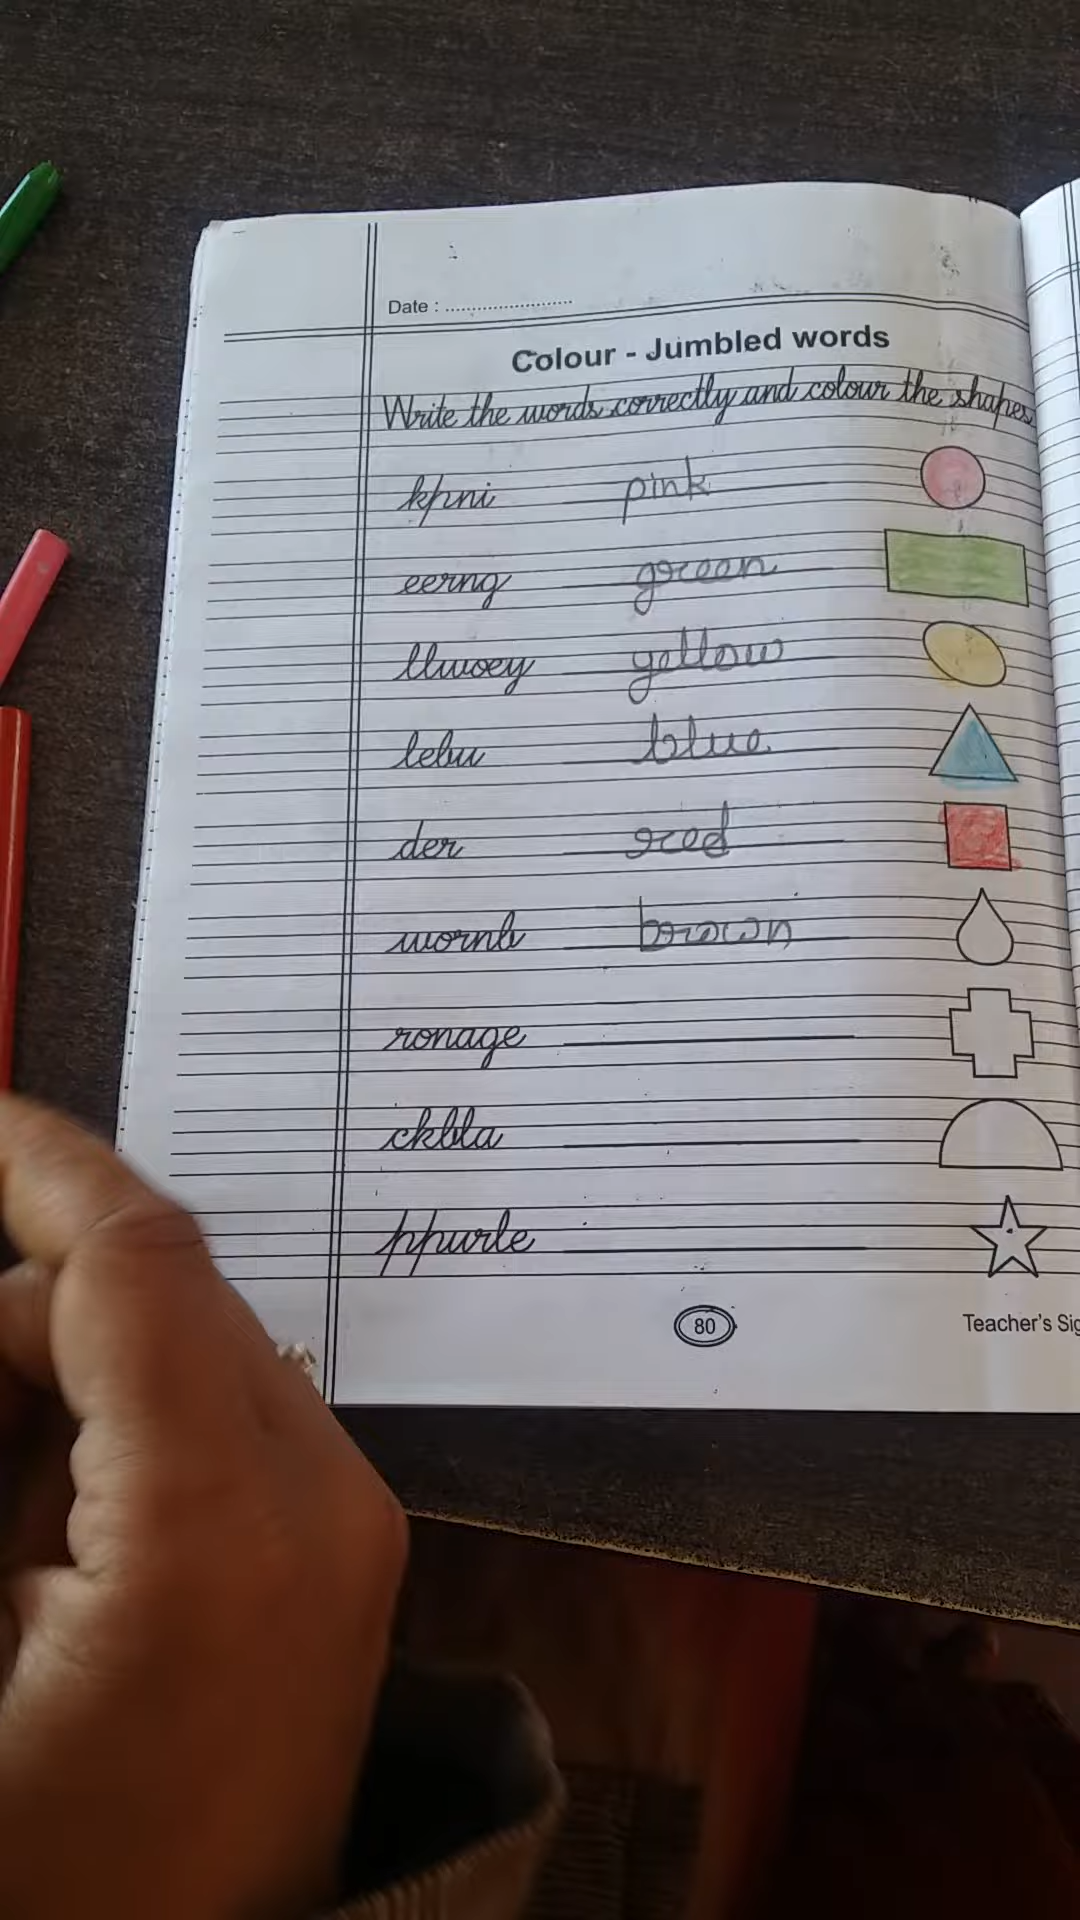 Date : ........................
Colour - Jumbled words
Write the words correctly and colour the shapes
kpni pink
eerng green
llwoey yellow
lebu blue
der red
wornb brown
ronage
ckbla
ppurle
80
Teacher's Sig